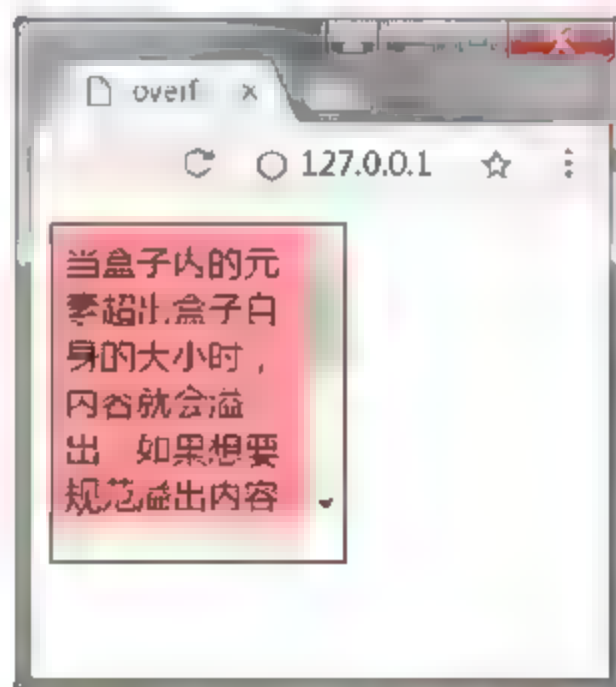 overf
127.0.0.1
当盒子内的元
素超出盒子自
身的大小时，
内容就会溢
出 如果想要
规范溢出内容